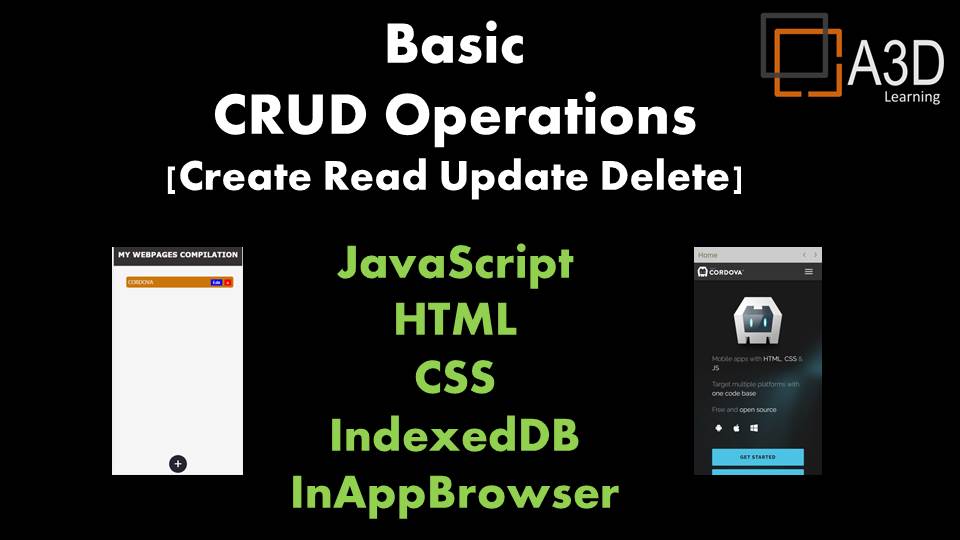 Basic
CRUD Operations
[Create Read Update Delete]
A3D
Learning
MY WEBPAGES COMPILATION
CORDOVA
Edit
x
+
JavaScript
HTML
CSS
IndexedDB
InAppBrowser
Home
CORDOVA
Mobile apps with HTML, CSS &
JS
Target multiple platforms with
one code base
Free and open source
GET STARTED